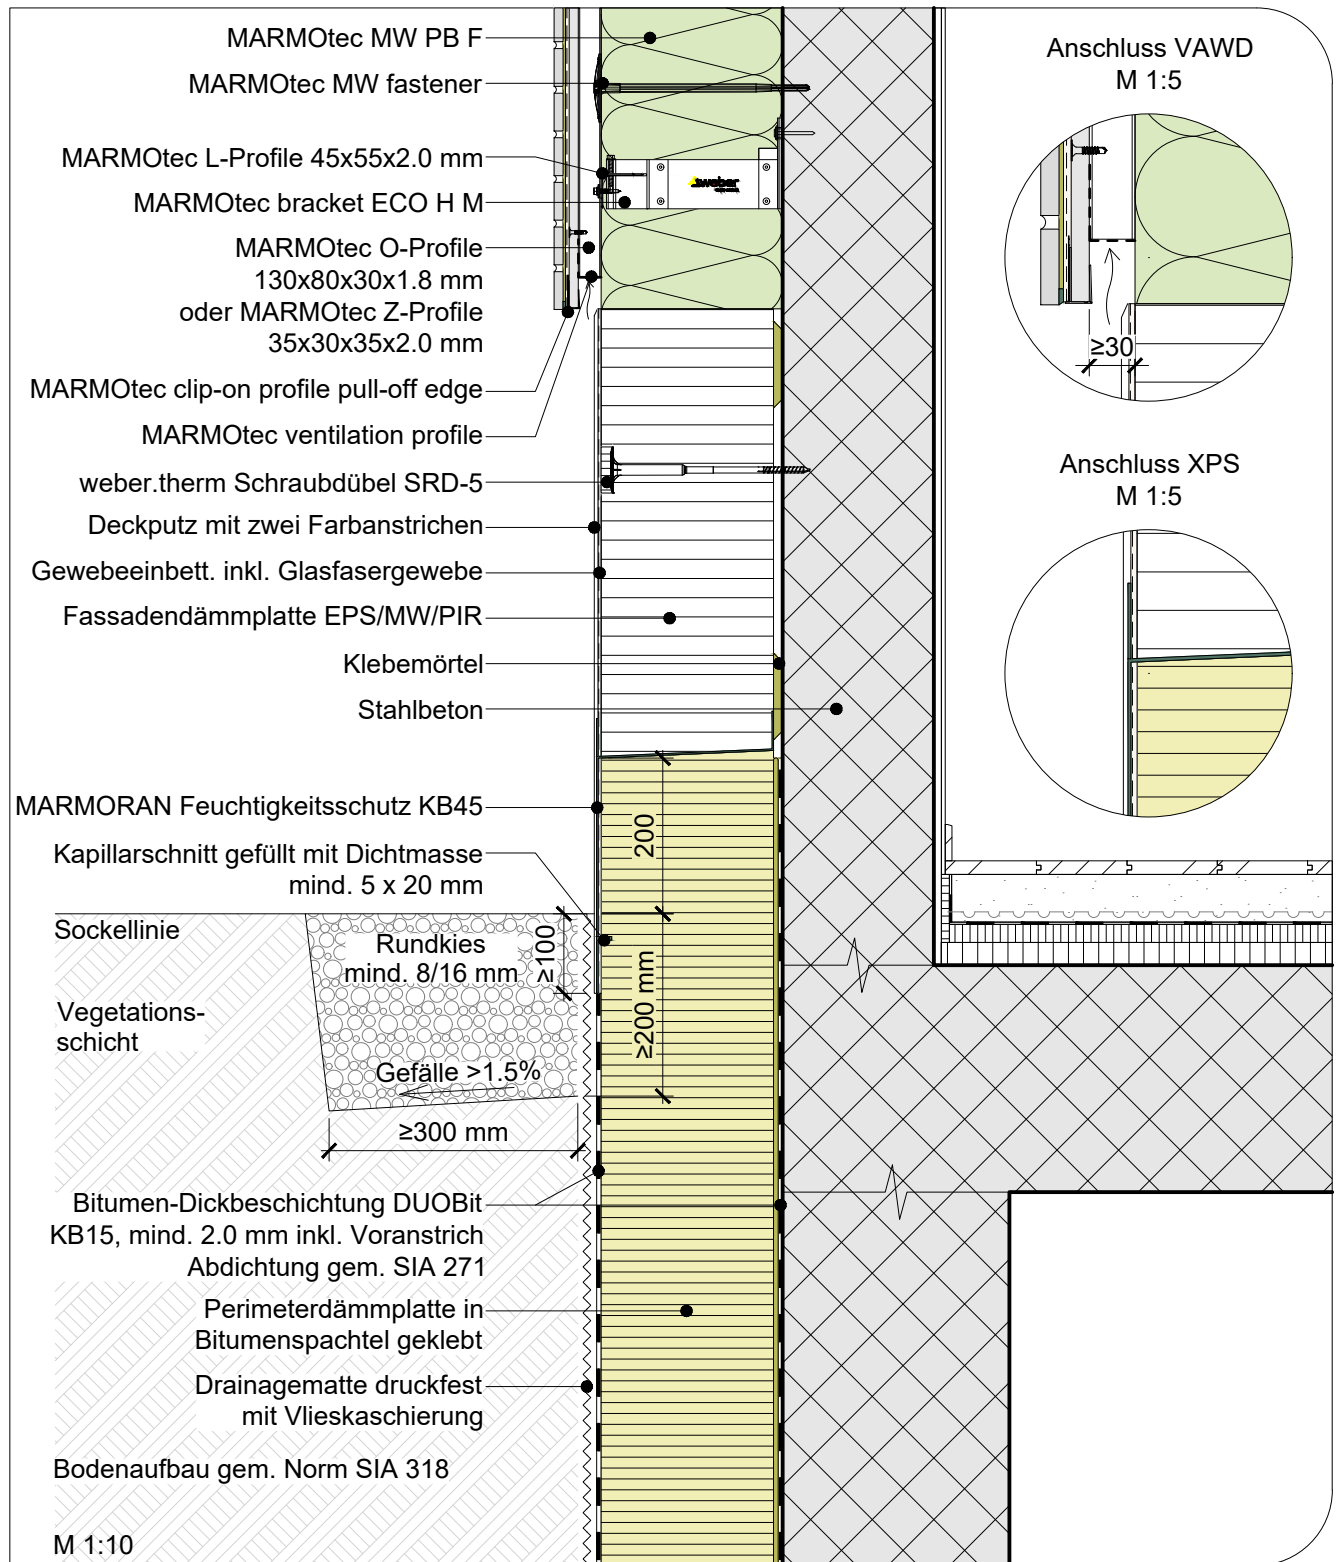 MARMOtec MW PB F
MARMOtec MW fastener
MARMOtec L-Profile 45x55x2.0 mm
MARMOtec bracket ECO H M
MARMOtec O-Profile
130x80x30x1.8 mm
oder MARMOtec Z-Profile
35x30x35x2.0 mm
MARMOtec clip-on profile pull-off edge
MARMOtec ventilation profile
weber.therm Schraubdübel SRD-5
Deckputz mit zwei Farbanstrichen
Gewebeeinbett. inkl. Glasfasergewebe
Fassadendämmplatte EPS/MW/PIR
Klebemörtel
Stahlbeton
MARMORAN Feuchtigkeitsschutz KB45
Kapillarschnitt gefüllt mit Dichtmasse
mind. 5 x 20 mm
Sockellinie
Rundkies
mind. 8/16 mm
≥100
200
≥200 mm
Vegetations-
schicht
Gefälle >1.5%
≥300 mm
Bitumen-Dickbeschichtung DUOBit
KB15, mind. 2.0 mm inkl. Voranstrich
Abdichtung gem. SIA 271
Perimeterdämmplatte in
Bitumenspachtel geklebt
Drainagematte druckfest
mit Vlieskaschierung
Bodenaufbau gem. Norm SIA 318
M 1:10
weber
Anschluss VAWD
M 1:5
≥30
Anschluss XPS
M 1:5